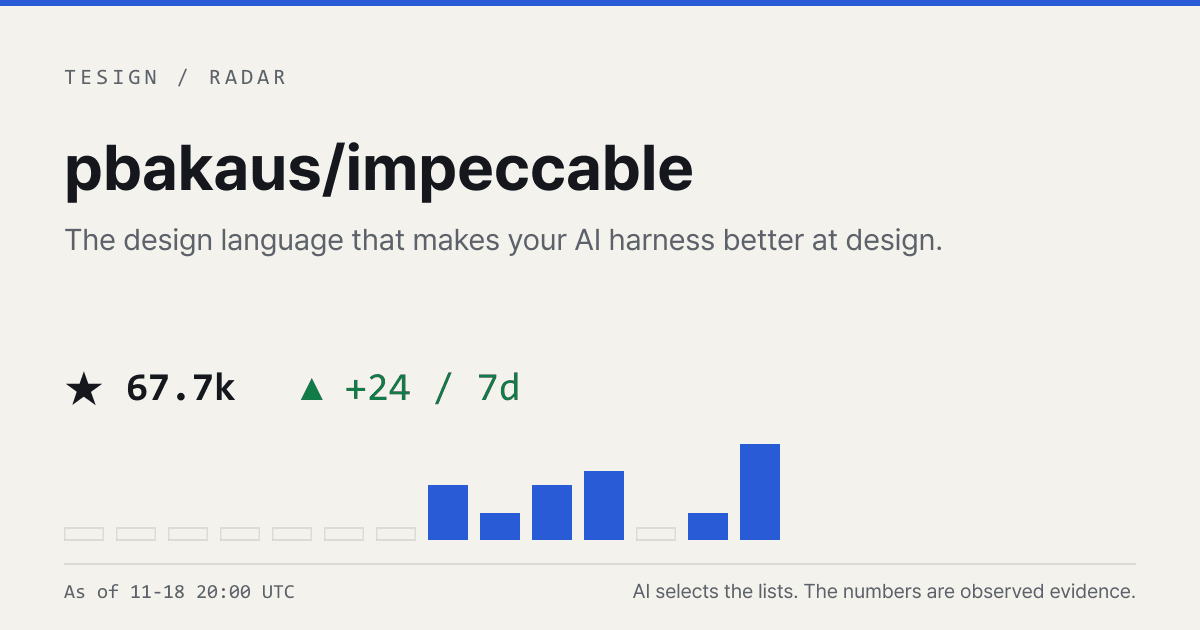 TESIGN / RADAR
pbakaus/impeccable
The design language that makes your AI harness better at design.
★ 67.7k ▲ +24 / 7d
As of 11-18 20:00 UTC
AI selects the lists. The numbers are observed evidence.